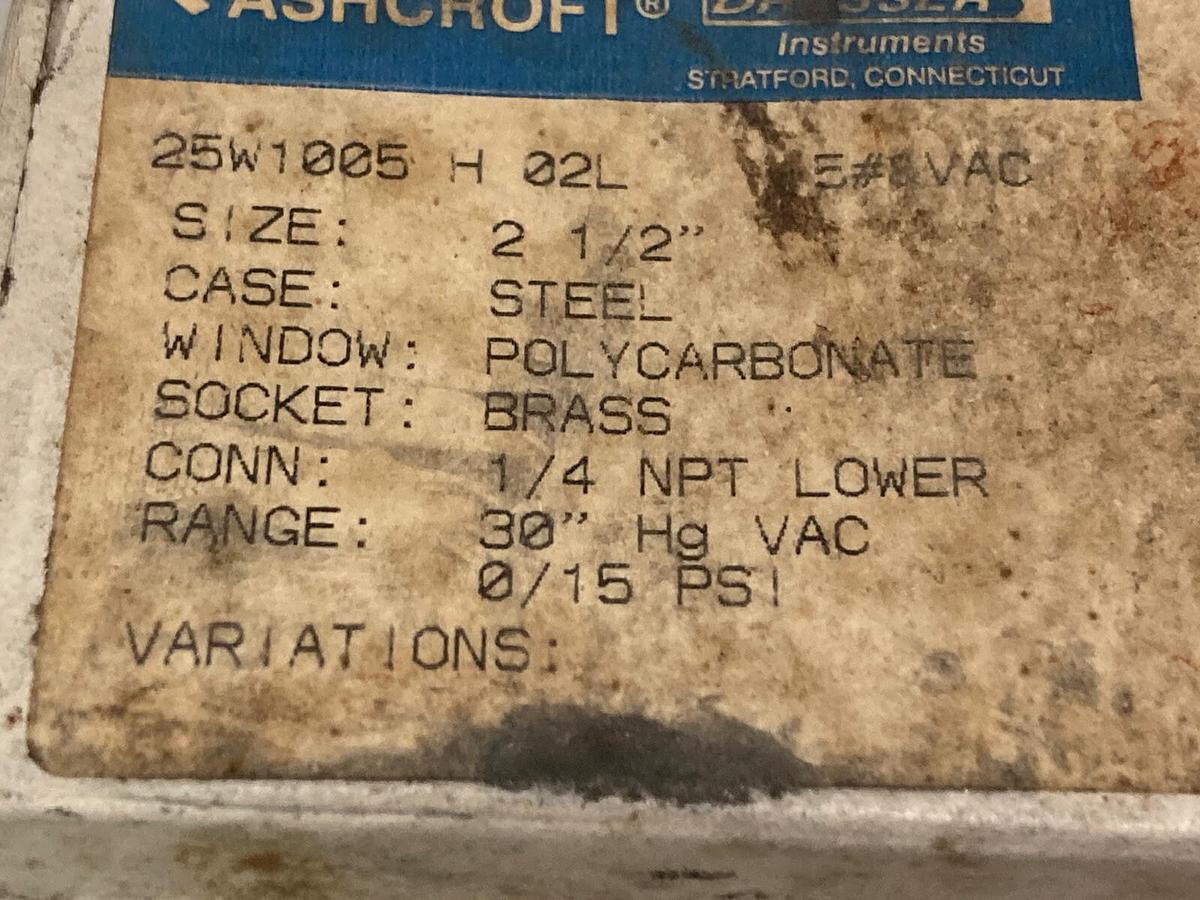 ASHCROFT®
Instruments
STRATFORD, CONNECTICUT
25W1005 H 02L VAC
SIZE: 2 1/2”
CASE: STEEL
WINDOW: POLYCARBONATE
SOCKET: BRASS
CONN: 1/4 NPT LOWER
RANGE: 30” Hg VAC
0/15 PSI
VARIATIONS: